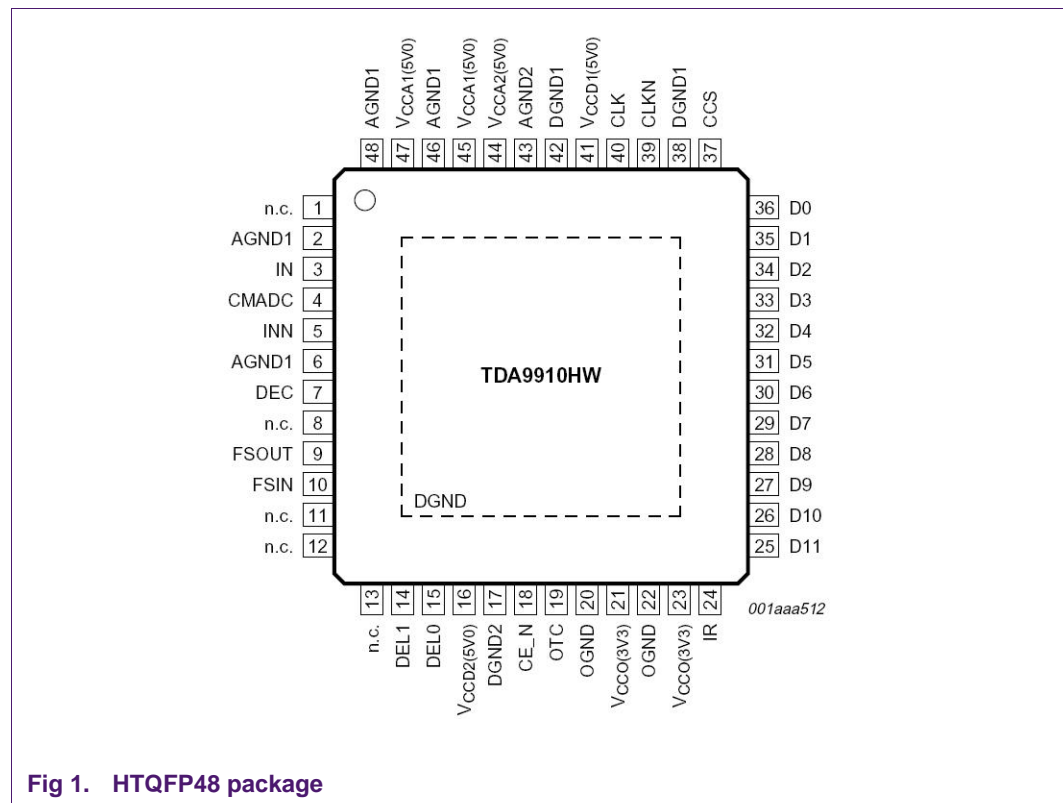 AGND1
VCCA1(5V0)
AGND1
VCCA1(5V0)
VCCA2(5V0)
AGND2
DGND1
VCCD1(5V0)
CLK
CLKN
DGND1
CCS
48
47
46
45
44
43
42
41
40
39
38
37
n.c. 1
AGND1 2
IN 3
CMADC 4
INN 5
AGND1 6
DEC 7
n.c. 8
FSOUT 9
FSIN 10
n.c. 11
n.c. 12
TDA9910HW
DGND
36 D0
35 D1
34 D2
33 D3
32 D4
31 D5
30 D6
29 D7
28 D8
27 D9
26 D10
25 D11
13
14
15
16
17
18
19
20
21
22
23
24
n.c.
DEL1
DEL0
VCCD2(5V0)
DGND2
CE_N
OTC
OGND
VCCO(3V3)
OGND
VCCO(3V3)
IR
001aaa512
Fig 1. HTQFP48 package